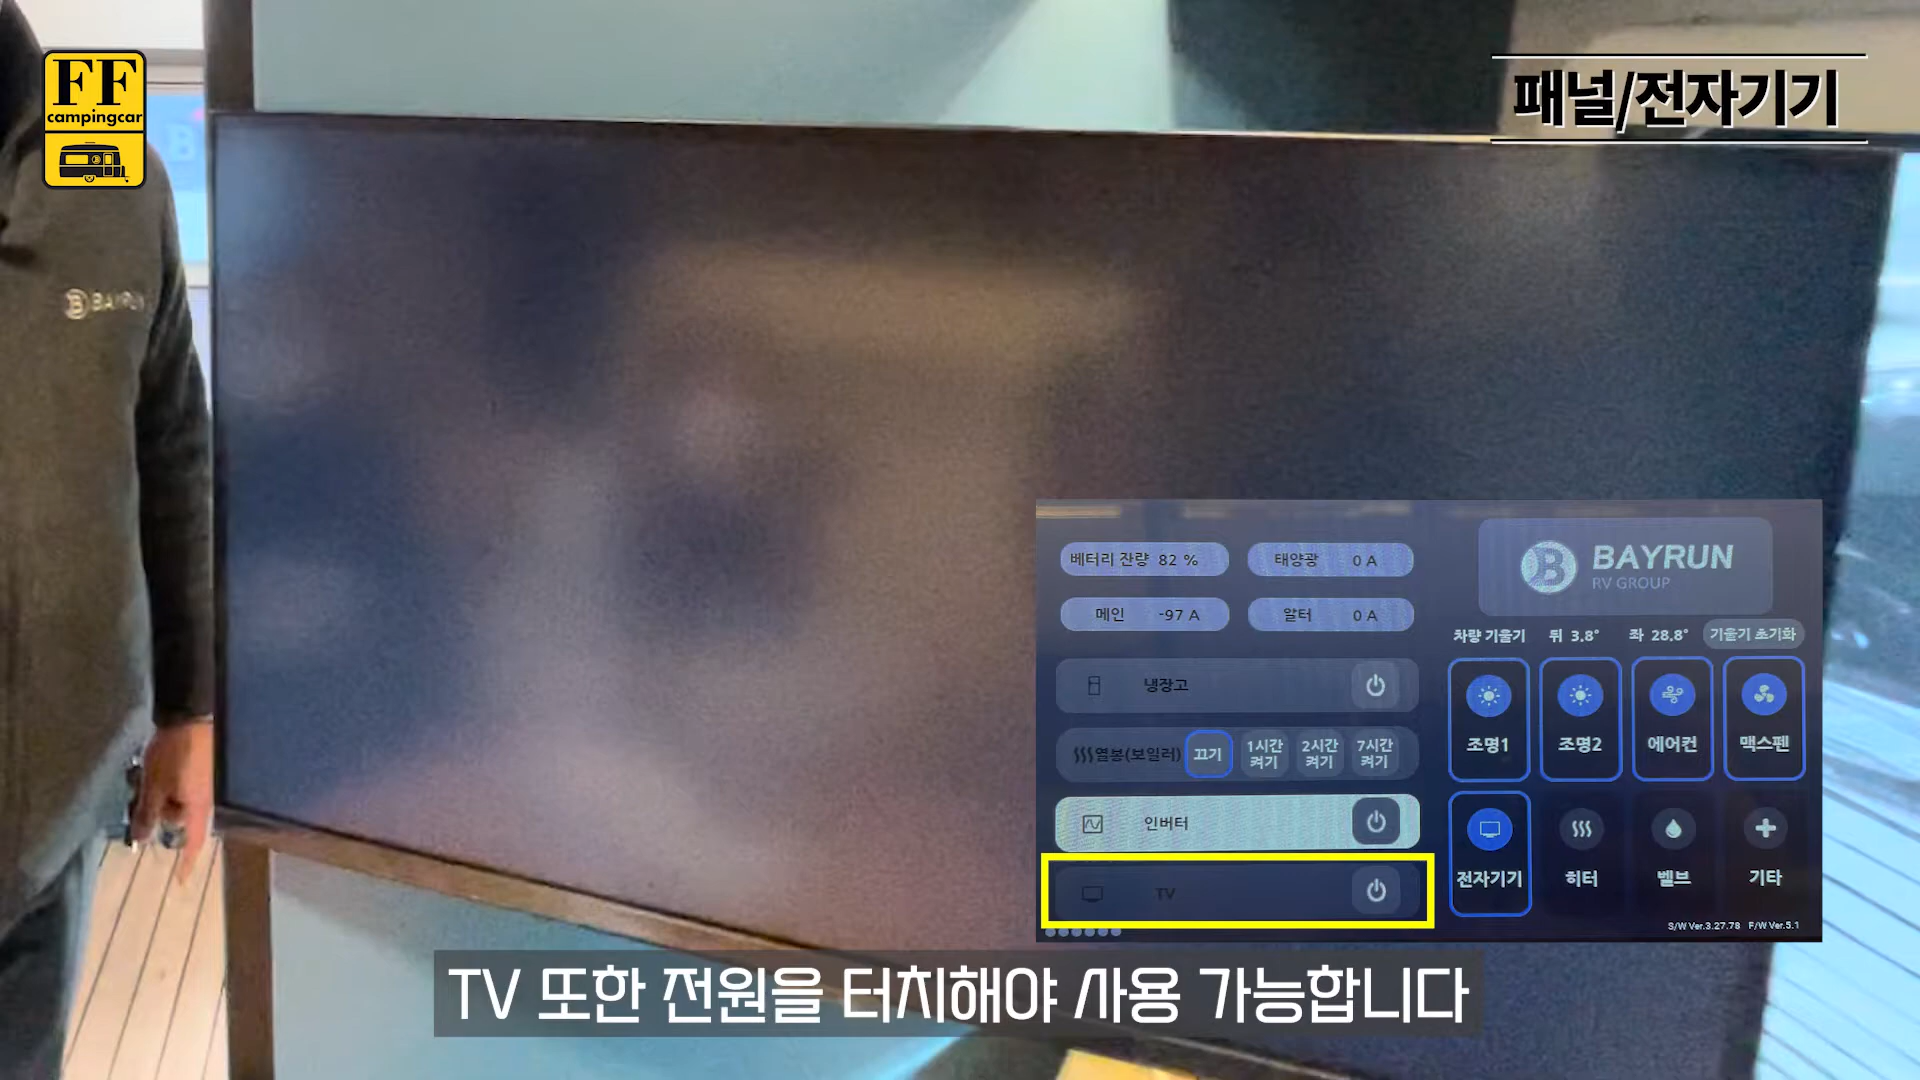 FF
campingcar
패널/전자기기
BAYRUN
베터리 잔량 82 %
태양광 0 A
메인 -97 A
알터 0 A
BAYRUN
RV GROUP
차량 기울기 뒤 3.8° 좌 28.8° 기울기 초기화
냉장고
열봉(보일러) 끄기 1시간 켜기 2시간 켜기 7시간 켜기
인버터
TV
조명1 조명2 에어컨 맥스펜
전자기기 히터 벨브 기타
S/W Ver.3.27.78 F/W Ver.5.1
TV 또한 전원을 터치해야 사용 가능합니다